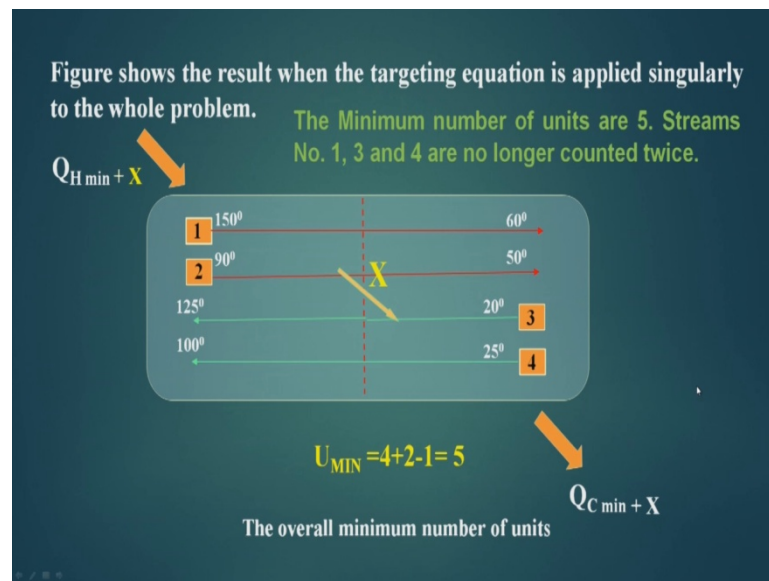 Figure shows the result when the targeting equation is applied singularly
to the whole problem.
The Minimum number of units are 5. Streams
No. 1, 3 and 4 are no longer counted twice.
Q_H min + X
1 150⁰ 60⁰
2 90⁰ 50⁰
X
125⁰ 20⁰ 3
100⁰ 25⁰ 4
U_MIN =4+2-1= 5
Q_C min + X
The overall minimum number of units